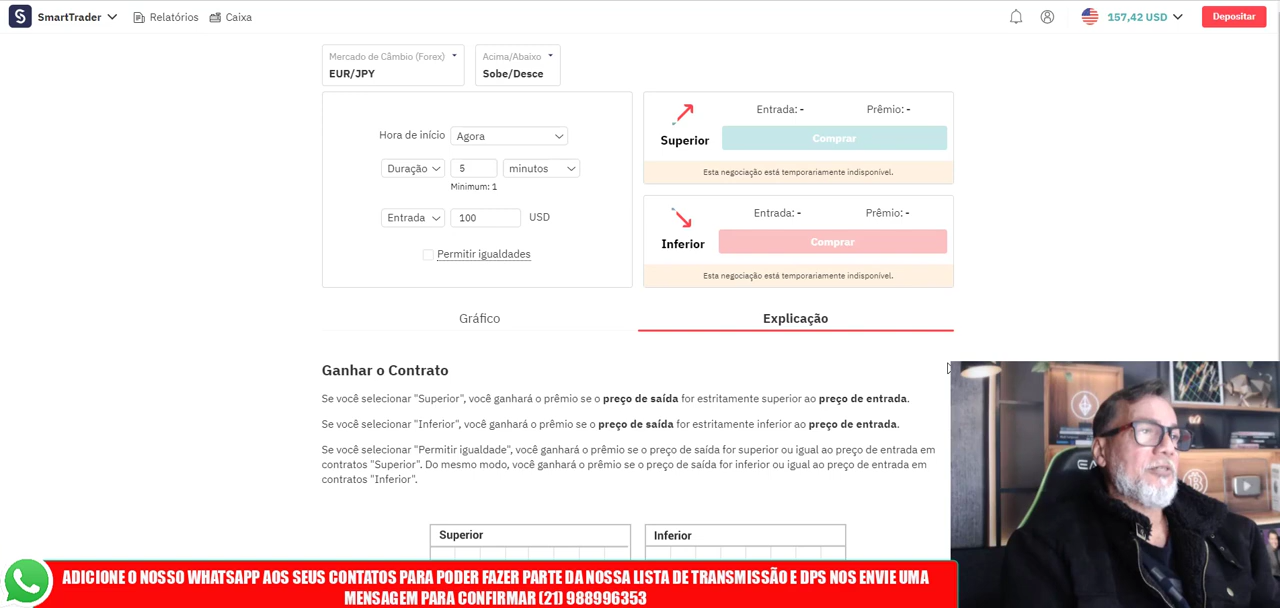 SmartTrader Relatórios Caixa 157,42 USD Depositar
Mercado de Câmbio (Forex)
EUR/JPY
Acima/Abaixo
Sobe/Desce
Hora de início Agora
Duração 5 minutos
Minimum: 1
Entrada 100 USD
Permitir igualdades
Entrada: - Prêmio: -
Superior Comprar
Esta negociação está temporariamente indisponível.
Entrada: - Prêmio: -
Inferior Comprar
Esta negociação está temporariamente indisponível.
Gráfico Explicação
Ganhar o Contrato
Se você selecionar "Superior", você ganhará o prêmio se o preço de saída for estritamente superior ao preço de entrada.
Se você selecionar "Inferior", você ganhará o prêmio se o preço de saída for estritamente inferior ao preço de entrada.
Se você selecionar "Permitir igualdade", você ganhará o prêmio se o preço de saída for superior ou igual ao preço de entrada em
contratos "Superior". Do mesmo modo, você ganhará o prêmio se o preço de saída for inferior ou igual ao preço de entrada em
contratos "Inferior".
Superior Inferior
ADICIONE O NOSSO WHATSAPP AOS SEUS CONTATOS PARA PODER FAZER PARTE DA NOSSA LISTA DE TRANSMISSÃO E DPS NOS ENVIE UMA
MENSAGEM PARA CONFIRMAR (21) 988996353